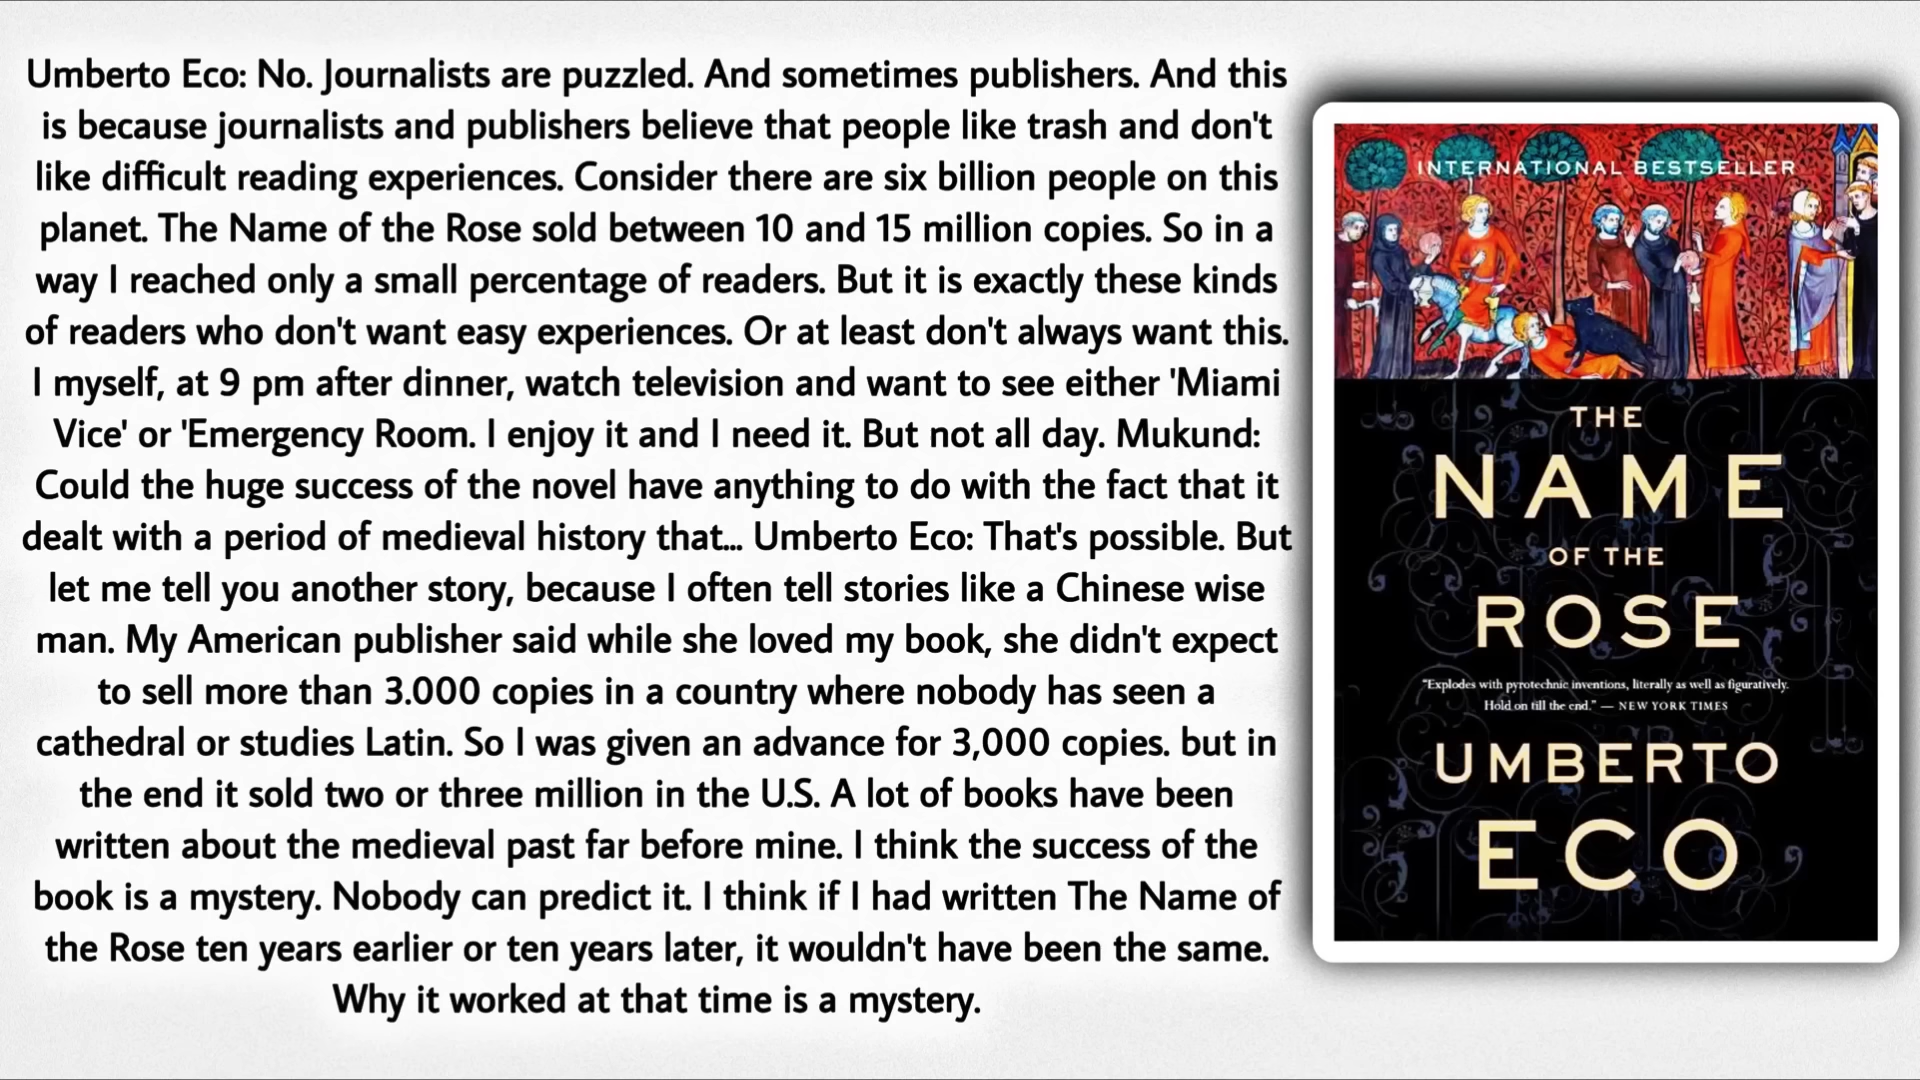 Umberto Eco: No. Journalists are puzzled. And sometimes publishers. And this
is because journalists and publishers believe that people like trash and don't
like difficult reading experiences. Consider there are six billion people on this
planet. The Name of the Rose sold between 10 and 15 million copies. So in a
way I reached only a small percentage of readers. But it is exactly these kinds
of readers who don't want easy experiences. Or at least don't always want this.
I myself, at 9 pm after dinner, watch television and want to see either 'Miami
Vice' or 'Emergency Room. I enjoy it and I need it. But not all day. Mukund:
Could the huge success of the novel have anything to do with the fact that it
dealt with a period of medieval history that... Umberto Eco: That's possible. But
let me tell you another story, because I often tell stories like a Chinese wise
man. My American publisher said while she loved my book, she didn't expect
to sell more than 3.000 copies in a country where nobody has seen a
cathedral or studies Latin. So I was given an advance for 3,000 copies. but in
the end it sold two or three million in the U.S. A lot of books have been
written about the medieval past far before mine. I think the success of the
book is a mystery. Nobody can predict it. I think if I had written The Name of
the Rose ten years earlier or ten years later, it wouldn't have been the same.
Why it worked at that time is a mystery.
INTERNATIONAL BESTSELLER
THE
NAME
OF THE
ROSE
"Explodes with pyrotechnic inventions, literally as well as figuratively.
Hold on till the end." — NEW YORK TIMES
UMBERTO
ECO